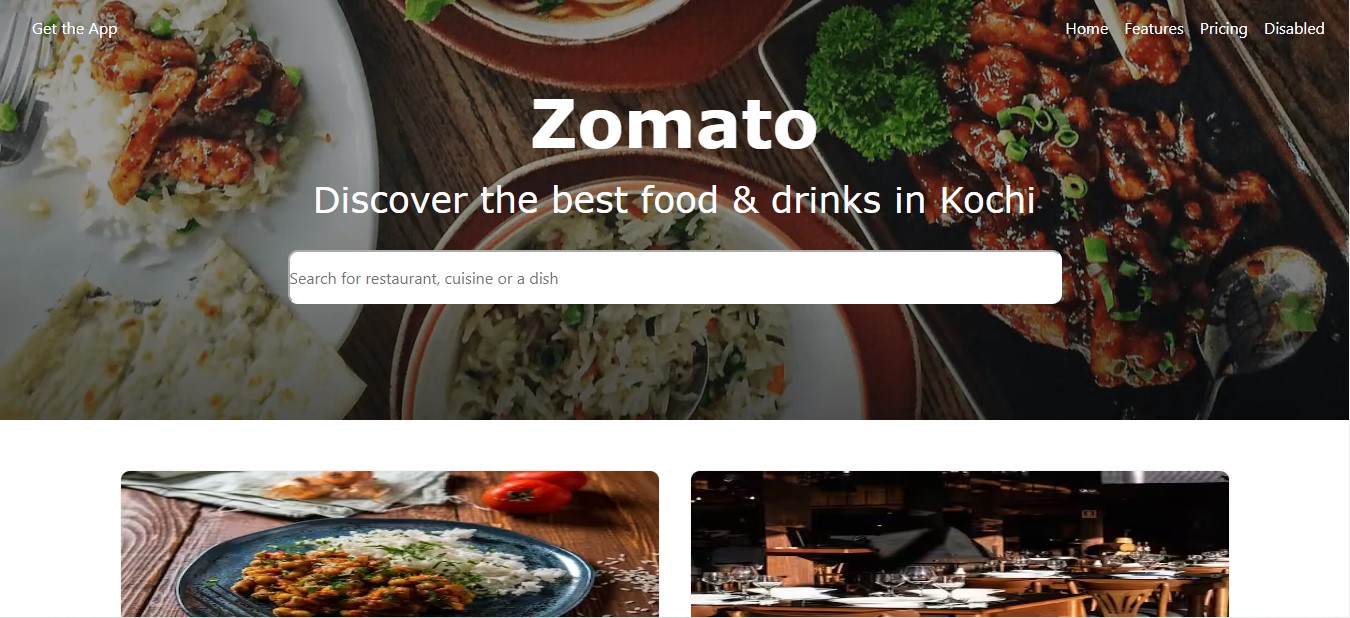 Get the App
Home Features Pricing Disabled
Zomato
Discover the best food & drinks in Kochi
Search for restaurant, cuisine or a dish